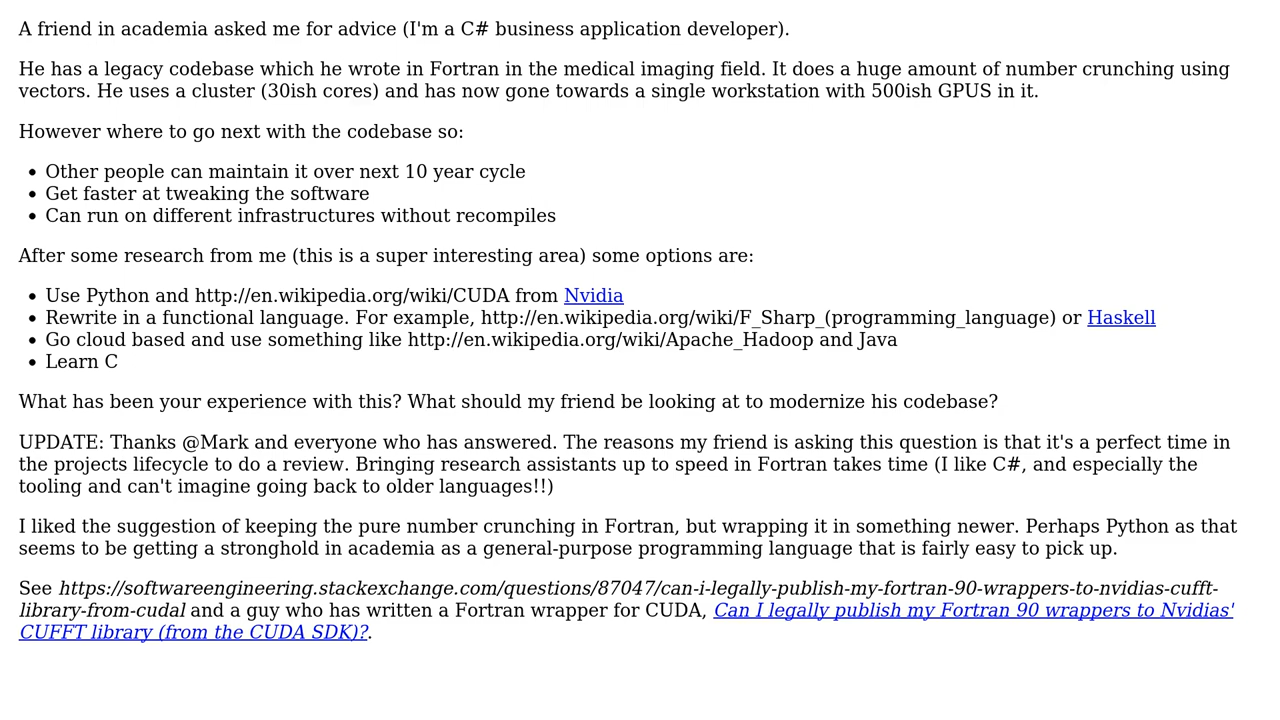 A friend in academia asked me for advice (I'm a C# business application developer).
He has a legacy codebase which he wrote in Fortran in the medical imaging field. It does a huge amount of number crunching using
vectors. He uses a cluster (30ish cores) and has now gone towards a single workstation with 500ish GPUS in it.
However where to go next with the codebase so:
• Other people can maintain it over next 10 year cycle
• Get faster at tweaking the software
• Can run on different infrastructures without recompiles
After some research from me (this is a super interesting area) some options are:
• Use Python and http://en.wikipedia.org/wiki/CUDA from Nvidia
• Rewrite in a functional language. For example, http://en.wikipedia.org/wiki/F_Sharp_(programming_language) or Haskell
• Go cloud based and use something like http://en.wikipedia.org/wiki/Apache_Hadoop and Java
• Learn C
What has been your experience with this? What should my friend be looking at to modernize his codebase?
UPDATE: Thanks @Mark and everyone who has answered. The reasons my friend is asking this question is that it's a perfect time in
the projects lifecycle to do a review. Bringing research assistants up to speed in Fortran takes time (I like C#, and especially the
tooling and can't imagine going back to older languages!!)
I liked the suggestion of keeping the pure number crunching in Fortran, but wrapping it in something newer. Perhaps Python as that
seems to be getting a stronghold in academia as a general-purpose programming language that is fairly easy to pick up.
See https://softwareengineering.stackexchange.com/questions/87047/can-i-legally-publish-my-fortran-90-wrappers-to-nvidias-cufft-
library-from-cudal and a guy who has written a Fortran wrapper for CUDA, Can I legally publish my Fortran 90 wrappers to Nvidias'
CUFFT library (from the CUDA SDK)?.